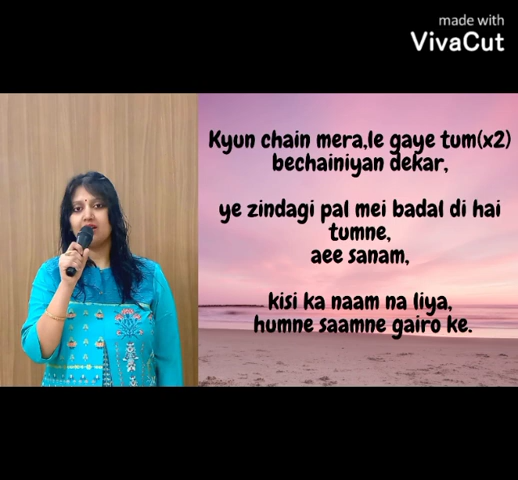 made with
VivaCut
Kyun chain mera,le gaye tum(x2)
bechainiyan dekar,
ye zindagi pal mei badal di hai
tumne,
aee sanam,
kisi ka naam na liya,
humne saamne gairo ke.